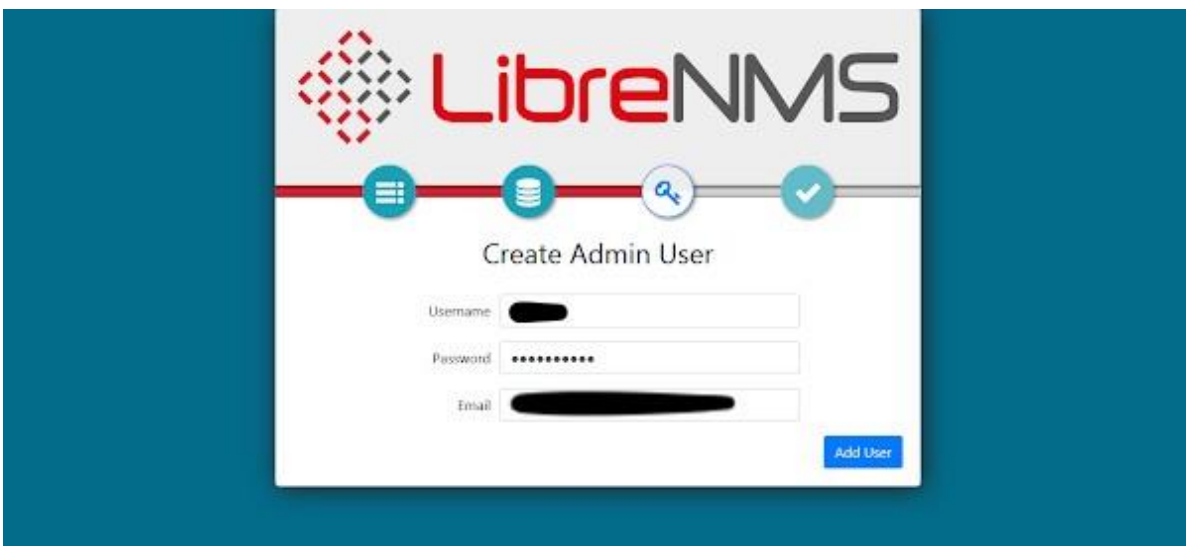 LibreNMS
Create Admin User
Username
Password ••••••••••
Email
Add User